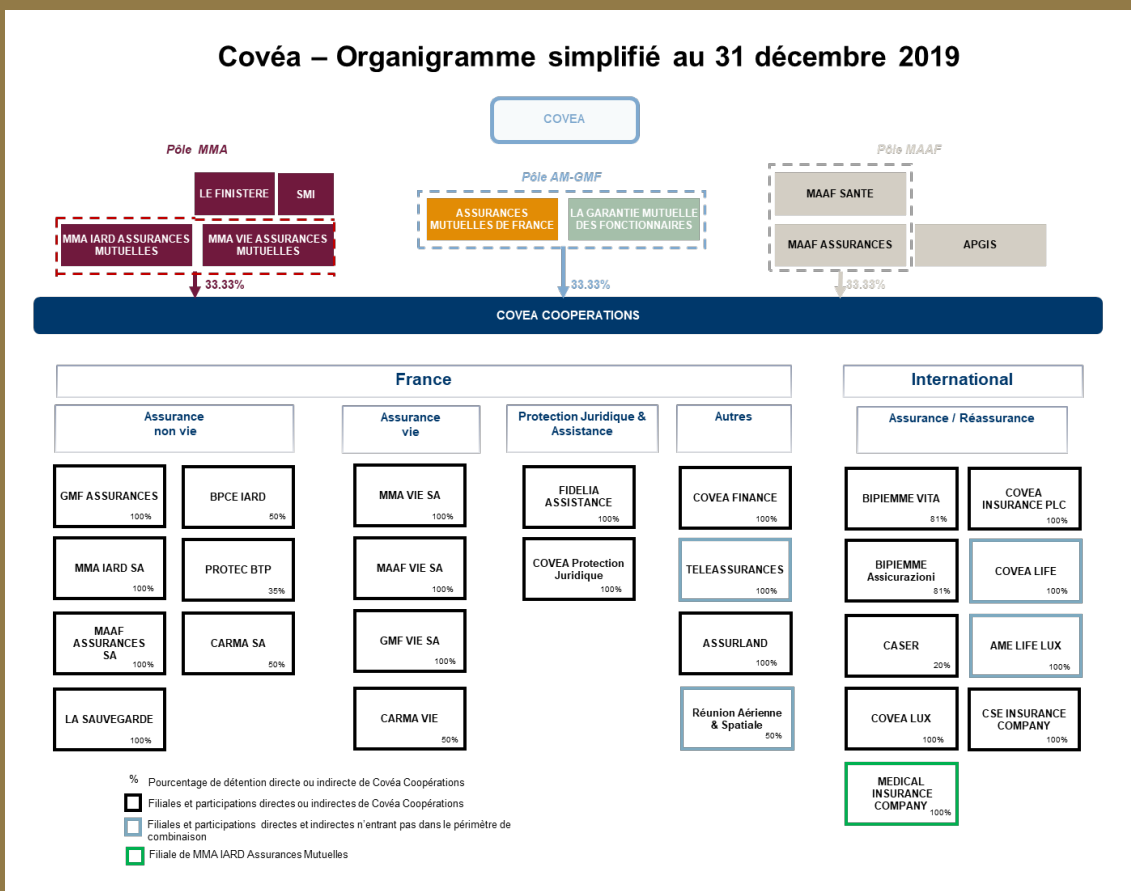 Covéa – Organigramme simplifié au 31 décembre 2019
COVEA
Pôle MMA
Pôle AM-GMF
Pôle MAAF
LE FINISTERE
SMI
MMA IARD ASSURANCES
MUTUELLES
MMA VIE ASSURANCES
MUTUELLES
ASSURANCES
MUTUELLES DE FRANCE
LA GARANTIE MUTUELLE
DES FONCTIONNAIRES
MAAF SANTE
MAAF ASSURANCES
APGIS
33.33%
33.33%
33.33%
COVEA COOPERATIONS
France
International
Assurance
non vie
Assurance
vie
Protection Juridique &
Assistance
Autres
Assurance / Réassurance
GMF ASSURANCES
100%
BPCE IARD
50%
MMA IARD SA
100%
PROTEC BTP
35%
MAAF
ASSURANCES
SA
100%
CARMA SA
50%
LA SAUVEGARDE
100%
MMA VIE SA
100%
MAAF VIE SA
100%
GMF VIE SA
100%
CARMA VIE
50%
FIDELIA
ASSISTANCE
100%
COVEA Protection
Juridique
100%
COVEA FINANCE
100%
TELEASSURANCES
100%
ASSURLAND
100%
Réunion Aérienne
& Spatiale
50%
BIPIEMME VITA
81%
COVEA
INSURANCE PLC
100%
BIPIEMME
Assicurazioni
81%
COVEA LIFE
100%
CASER
20%
AME LIFE LUX
100%
COVEA LUX
100%
CSE INSURANCE
COMPANY
100%
MEDICAL
INSURANCE
COMPANY
100%
% Pourcentage de détention directe ou indirecte de Covéa Coopérations
Filiales et participations directes ou indirectes de Covéa Coopérations
Filiales et participations directes et indirectes n'entrant pas dans le périmètre de
combinaison
Filiale de MMA IARD Assurances Mutuelles